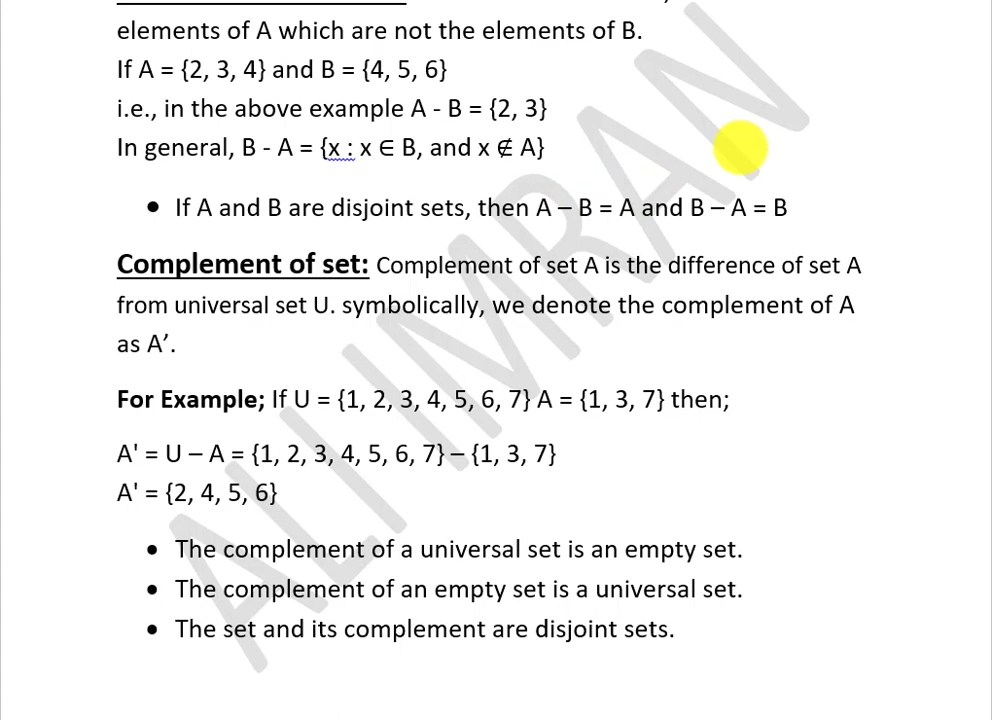 elements of A which are not the elements of B.
If A = {2, 3, 4} and B = {4, 5, 6}
i.e., in the above example A - B = {2, 3}
In general, B - A = {x : x ∈ B, and x ∉ A}
• If A and B are disjoint sets, then A – B = A and B – A = B
Complement of set: Complement of set A is the difference of set A
from universal set U. symbolically, we denote the complement of A
as A’.
For Example; If U = {1, 2, 3, 4, 5, 6, 7} A = {1, 3, 7} then;
A' = U – A = {1, 2, 3, 4, 5, 6, 7} – {1, 3, 7}
A' = {2, 4, 5, 6}
• The complement of a universal set is an empty set.
• The complement of an empty set is a universal set.
• The set and its complement are disjoint sets.
ALI IMRAN